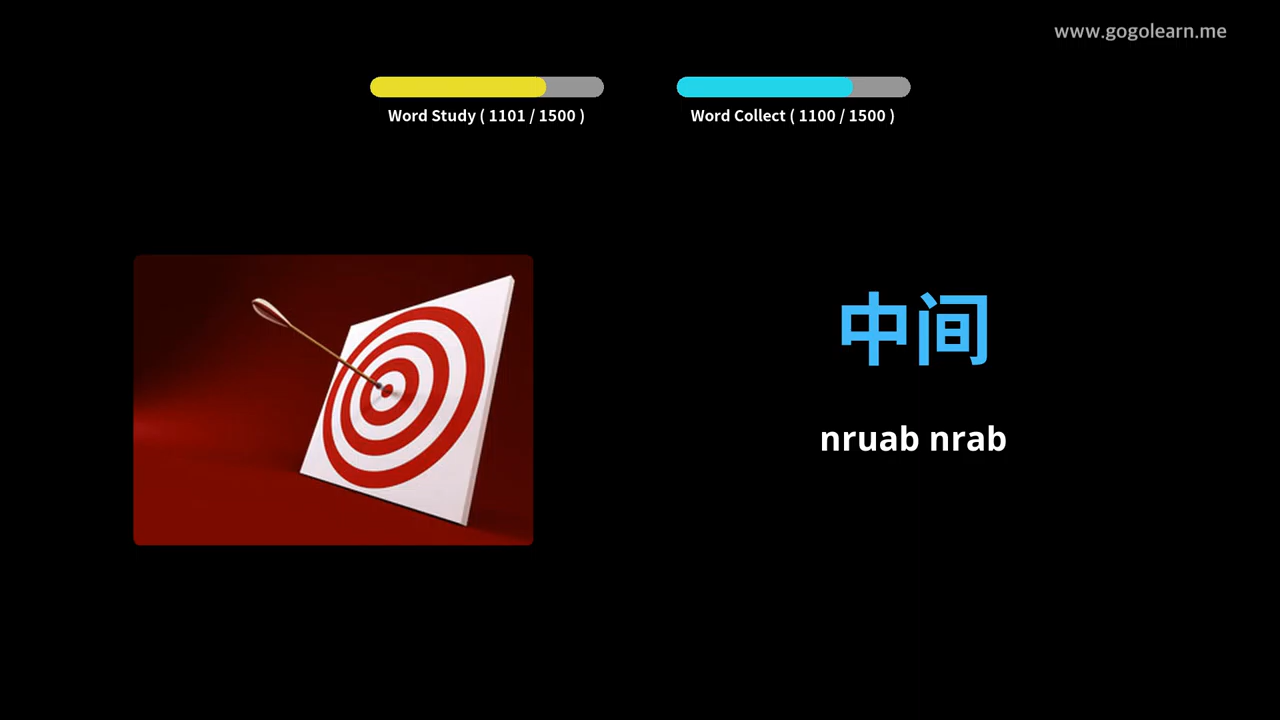 www.gogolearn.me
Word Study ( 1101 / 1500 )
Word Collect ( 1100 / 1500 )
中间
nruab nrab